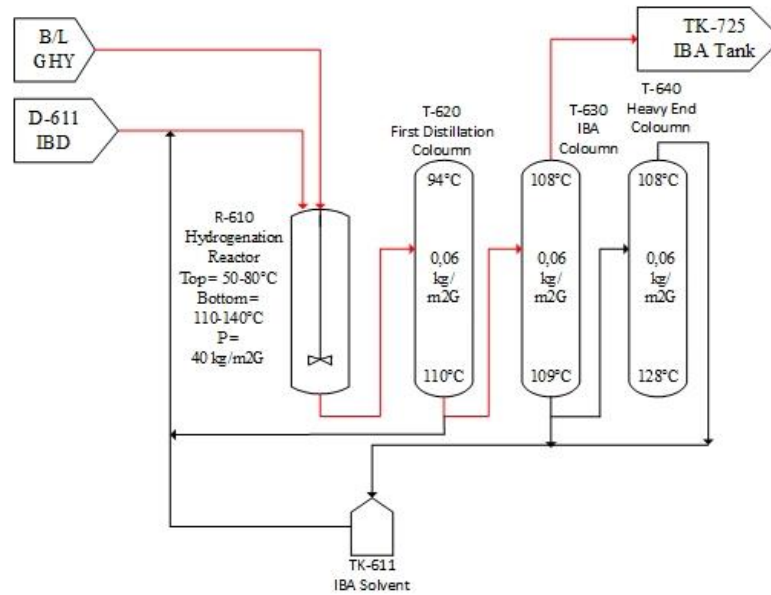 B/L
GHY
D-611
IBD
TK-725
IBA Tank
T-620
First Distillation
Coloumn
T-630
IBA
Coloumn
T-640
Heavy End
Coloumn
R-610
Hydrogenation
Reactor
Top= 50-80°C
Bottom=
110-140°C
P=
40 kg/m2G
94°C
0,06
kg/
m2G
110°C
108°C
0,06
kg/
m2G
109°C
108°C
0,06
kg/
m2G
128°C
TK-611
IBA Solvent